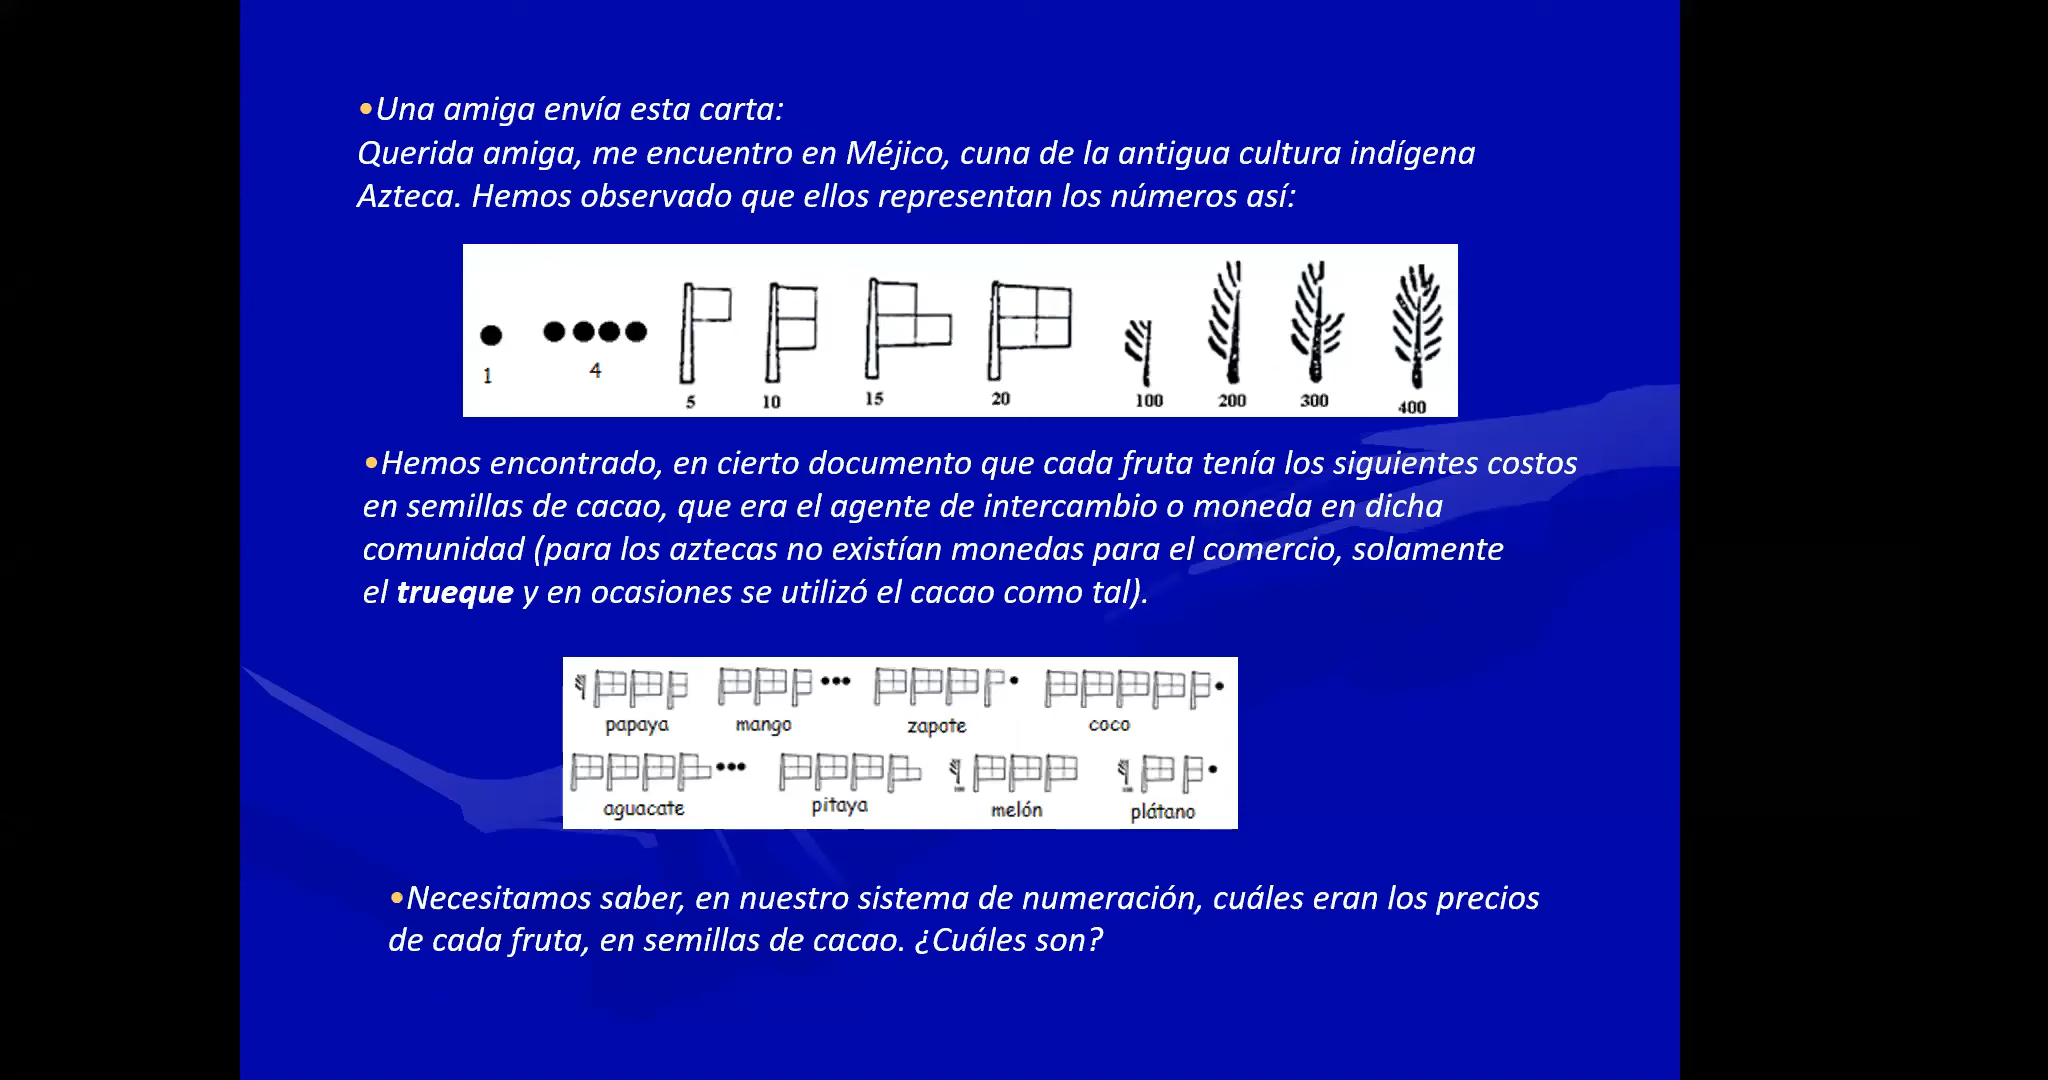 •Una amiga envía esta carta:
Querida amiga, me encuentro en Méjico, cuna de la antigua cultura indígena
Azteca. Hemos observado que ellos representan los números así:
1 4 5 10 15 20 100 200 300 400
•Hemos encontrado, en cierto documento que cada fruta tenía los siguientes costos
en semillas de cacao, que era el agente de intercambio o moneda en dicha
comunidad (para los aztecas no existían monedas para el comercio, solamente
el trueque y en ocasiones se utilizó el cacao como tal).
papaya mango zapote coco
aguacate pitaya melón plátano
•Necesitamos saber, en nuestro sistema de numeración, cuáles eran los precios
de cada fruta, en semillas de cacao. ¿Cuáles son?